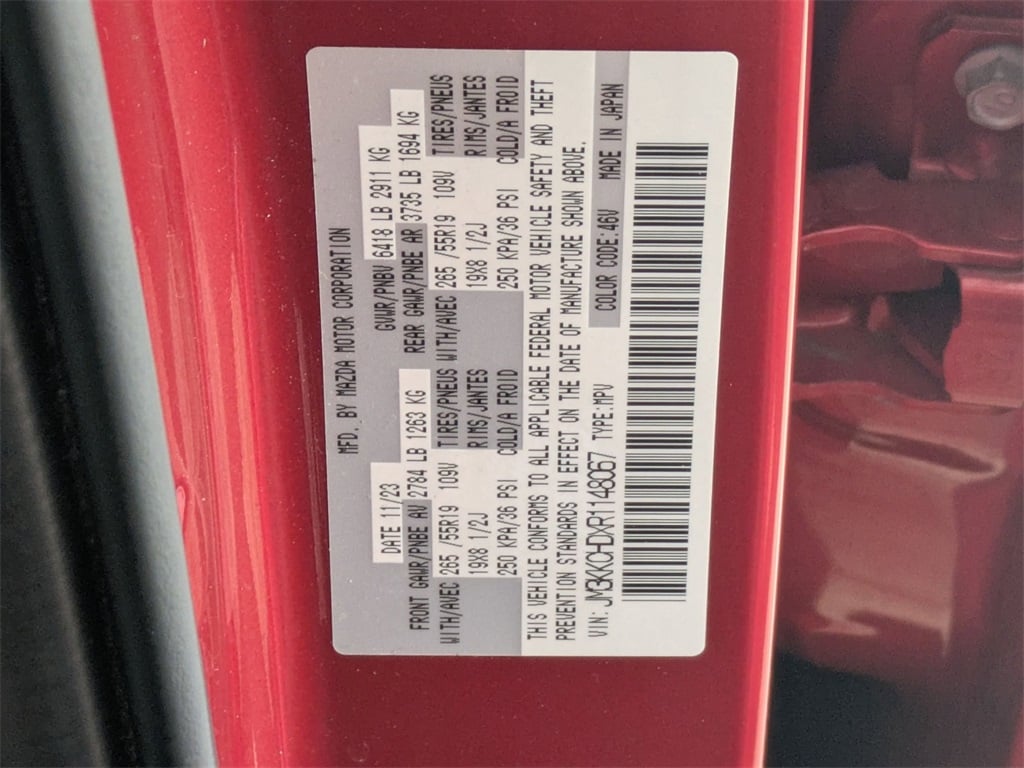 MFD. BY MAZDA MOTOR CORPORATION
DATE 11/23 GVWR/PNBV 6418 LB 2911 KG
FRONT GAWR/PNBE AV 2784 LB 1263 KG REAR GAWR/PNBE AR 3735 LB 1694 KG
WITH/AVEC 265 /55R19 109V TIRES/PNEUS WITH/AVEC 265 /55R19 109V TIRES/PNEUS
19X8 1/2J RIMS/JANTES 19X8 1/2J RIMS/JANTES
250 KPA/36 PSI COLD/A FROID 250 KPA/36 PSI COLD/A FROID
THIS VEHICLE CONFORMS TO ALL APPLICABLE FEDERAL MOTOR VEHICLE SAFETY AND THEFT
PREVENTION STANDARDS IN EFFECT ON THE DATE OF MANUFACTURE SHOWN ABOVE.
VIN: JM3KKCHDXR1148067 TYPE:MPV COLOR CODE:46V MADE IN JAPAN